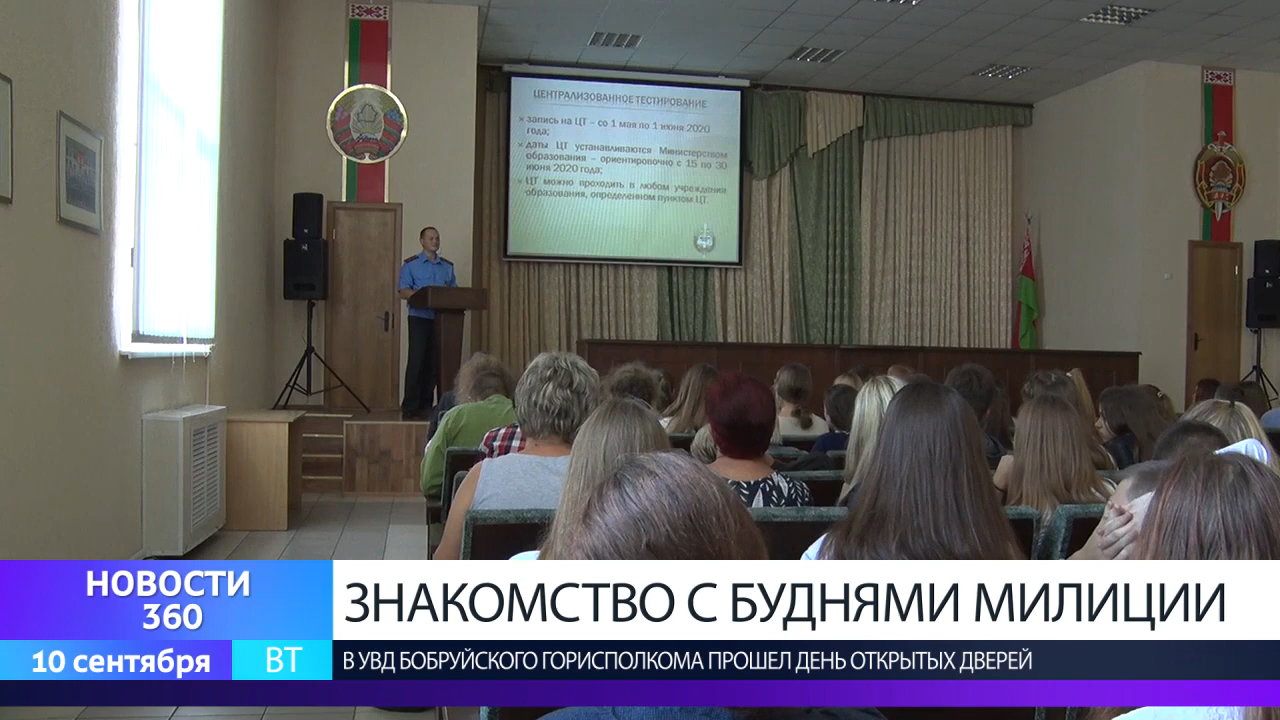 ЦЕНТРАЛИЗОВАННОЕ ТЕСТИРОВАНИЕ
запись на ЦТ – со 1 мая по 1 июня 2020
года;
даты ЦТ устанавливаются Министерством
образования – ориентировочно с 15 по 30
июня 2020 года;
ЦТ можно проходить в любом учреждении
образования, определенном пунктом ЦТ.
НОВОСТИ
360
10 сентября
ВТ
ЗНАКОМСТВО С БУДНЯМИ МИЛИЦИИ
В УВД БОБРУЙСКОГО ГОРИСПОЛКОМА ПРОШЕЛ ДЕНЬ ОТКРЫТЫХ ДВЕРЕЙ